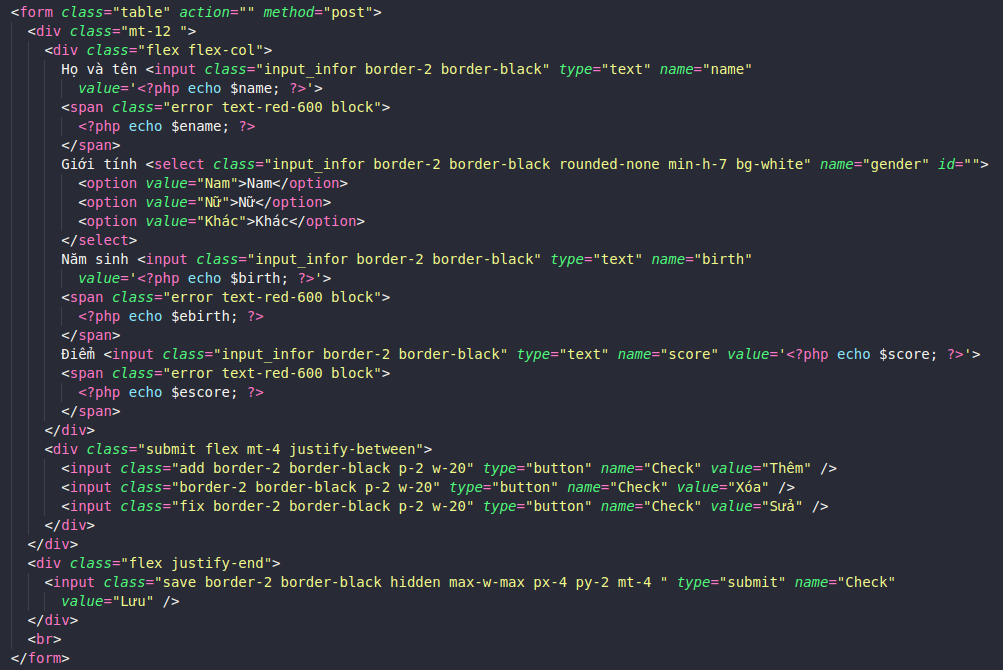 <form class="table" action="" method="post">
<div class="mt-12 ">
<div class="flex flex-col">
Họ và tên <input class="input_infor border-2 border-black" type="text" name="name"
value='<?php echo $name; ?>'>
<span class="error text-red-600 block">
<?php echo $ename; ?>
</span>
Giới tính <select class="input_infor border-2 border-black rounded-none min-h-7 bg-white" name="gender" id="">
<option value="Nam">Nam</option>
<option value="Nữ">Nữ</option>
<option value="Khác">Khác</option>
</select>
Năm sinh <input class="input_infor border-2 border-black" type="text" name="birth"
value='<?php echo $birth; ?>'>
<span class="error text-red-600 block">
<?php echo $ebirth; ?>
</span>
Điểm <input class="input_infor border-2 border-black" type="text" name="score" value='<?php echo $score; ?>'>
<span class="error text-red-600 block">
<?php echo $escore; ?>
</span>
</div>
<div class="submit flex mt-4 justify-between">
<input class="add border-2 border-black p-2 w-20" type="button" name="Check" value="Thêm" />
<input class="border-2 border-black p-2 w-20" type="button" name="Check" value="Xóa" />
<input class="fix border-2 border-black p-2 w-20" type="button" name="Check" value="Sưả" />
</div>
</div>
<div class="flex justify-end">
<input class="save border-2 border-black hidden max-w-max px-4 py-2 mt-4 " type="submit" name="Check"
value="Lưu" />
</div>
<br>
</form>